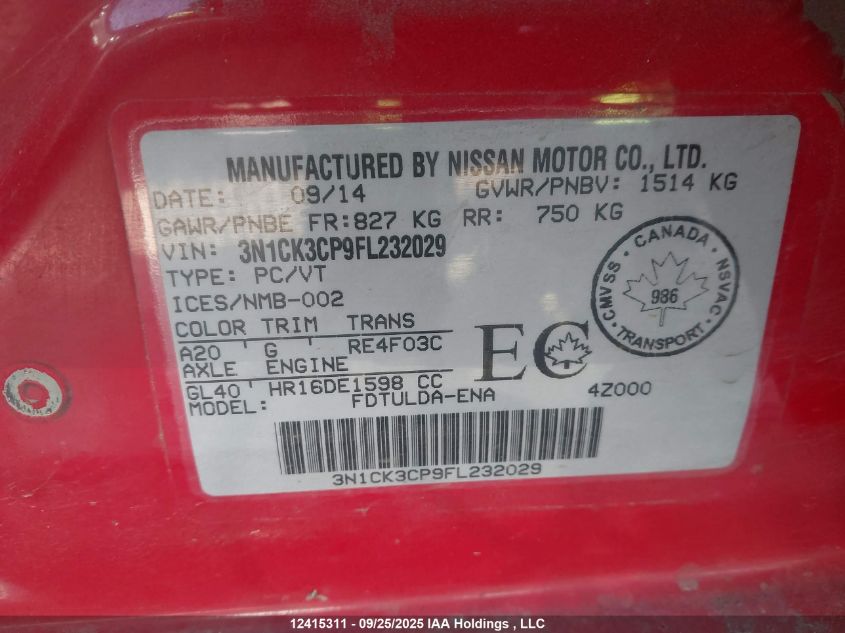 MANUFACTURED BY NISSAN MOTOR CO., LTD.
DATE: 09/14 GVWR/PNBV: 1514 KG
GAWR/PNBE FR:827 KG RR: 750 KG
VIN: 3N1CK3CP9FL232029
TYPE: PC/VT
ICES/NMB-002
COLOR TRIM TRANS
A20 ' G ' RE4F03C
AXLE ENGINE
GL40 ' HR16DE1598 CC
MODEL: FDTULDA-ENA 4Z000
EC
CANADA
CMVSS · NSVAC
986
TRANSPORT
3N1CK3CP9FL232029
12415311 - 09/25/2025 IAA Holdings , LLC